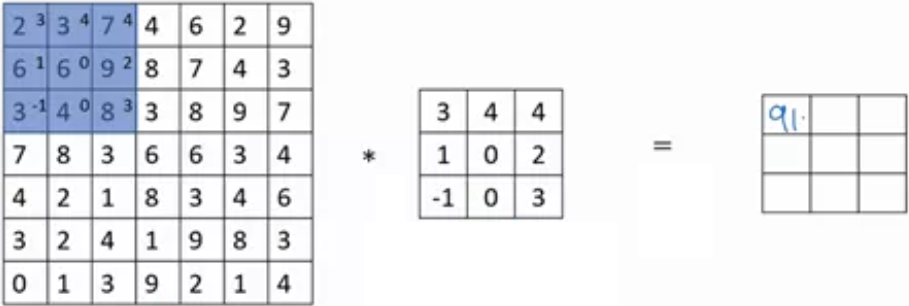 2 3 3 4 7 4 4 6 2 9
6 1 6 0 9 2 8 7 4 3
3 -1 4 0 8 3 3 8 9 7
7 8 3 6 6 3 4
4 2 1 8 3 4 6
3 2 4 1 9 8 3
0 1 3 9 2 1 4
*
3 4 4
1 0 2
-1 0 3
=
91.